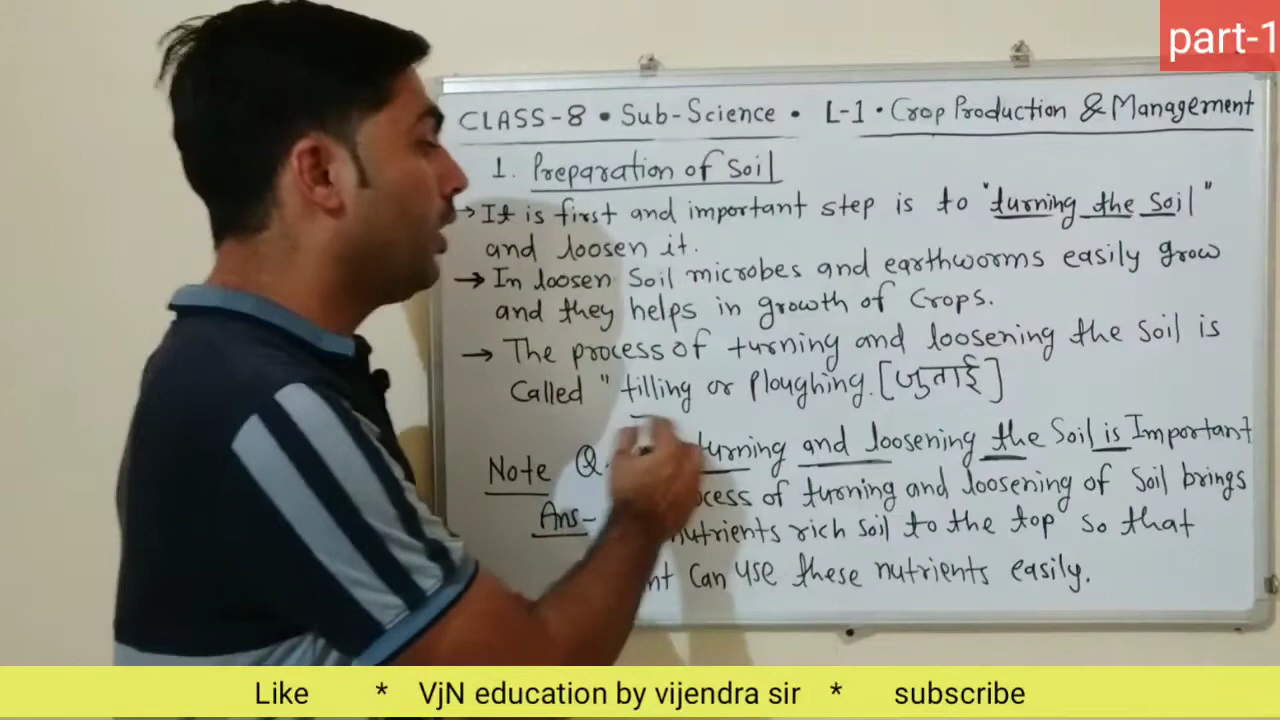 part-1
CLASS-8 • Sub-Science • L-1 • Crop Production & Management
1. Preparation of Soil
→ It is first and important step is to "turning the Soil"
and loosen it.
→ In loosen Soil microbes and earthworms easily grow
and they helps in growth of Crops.
→ The process of turning and loosening the Soil is
Called " tilling or Ploughing. [जुताई]
Note Q. turning and loosening the Soil is Important
Ans- of turning and loosening of Soil brings
nutrients rich soil to the top so that
Can use these nutrients easily.
Like * VjN education by vijendra sir * subscribe